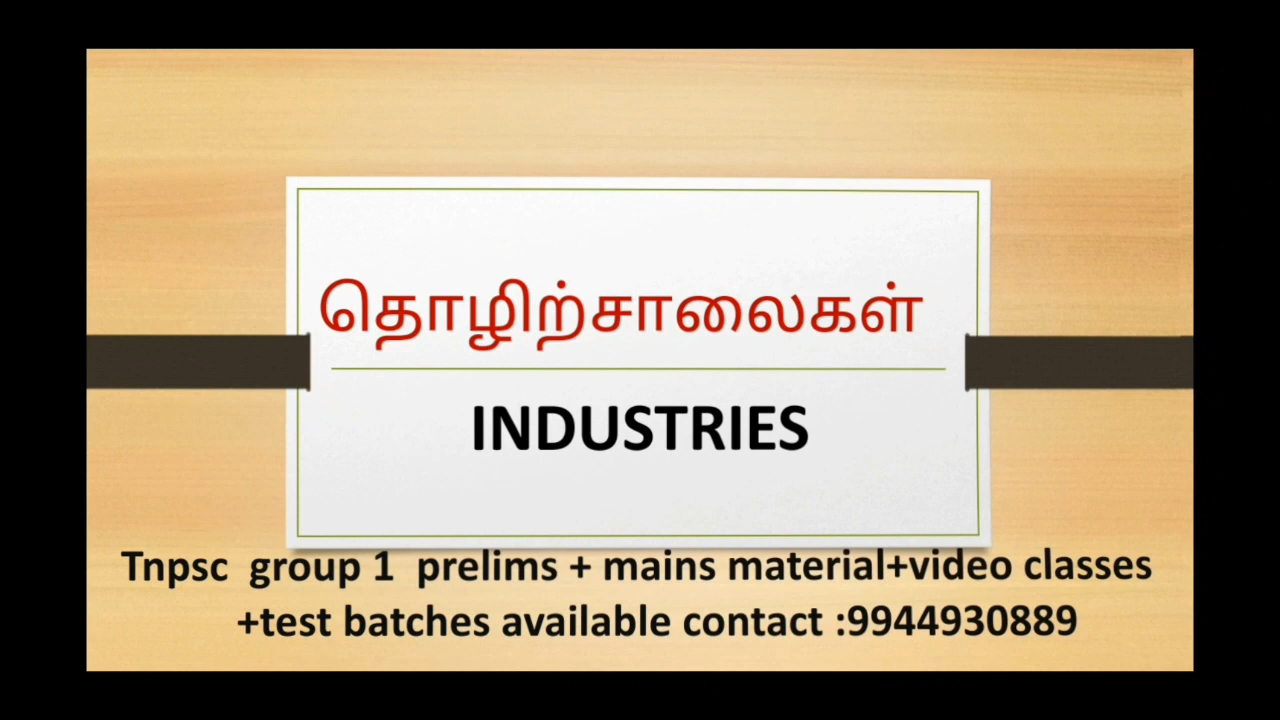 தொழிற்சாலைகள்
INDUSTRIES
Tnpsc group 1 prelims + mains material+video classes
+test batches available contact :9944930889